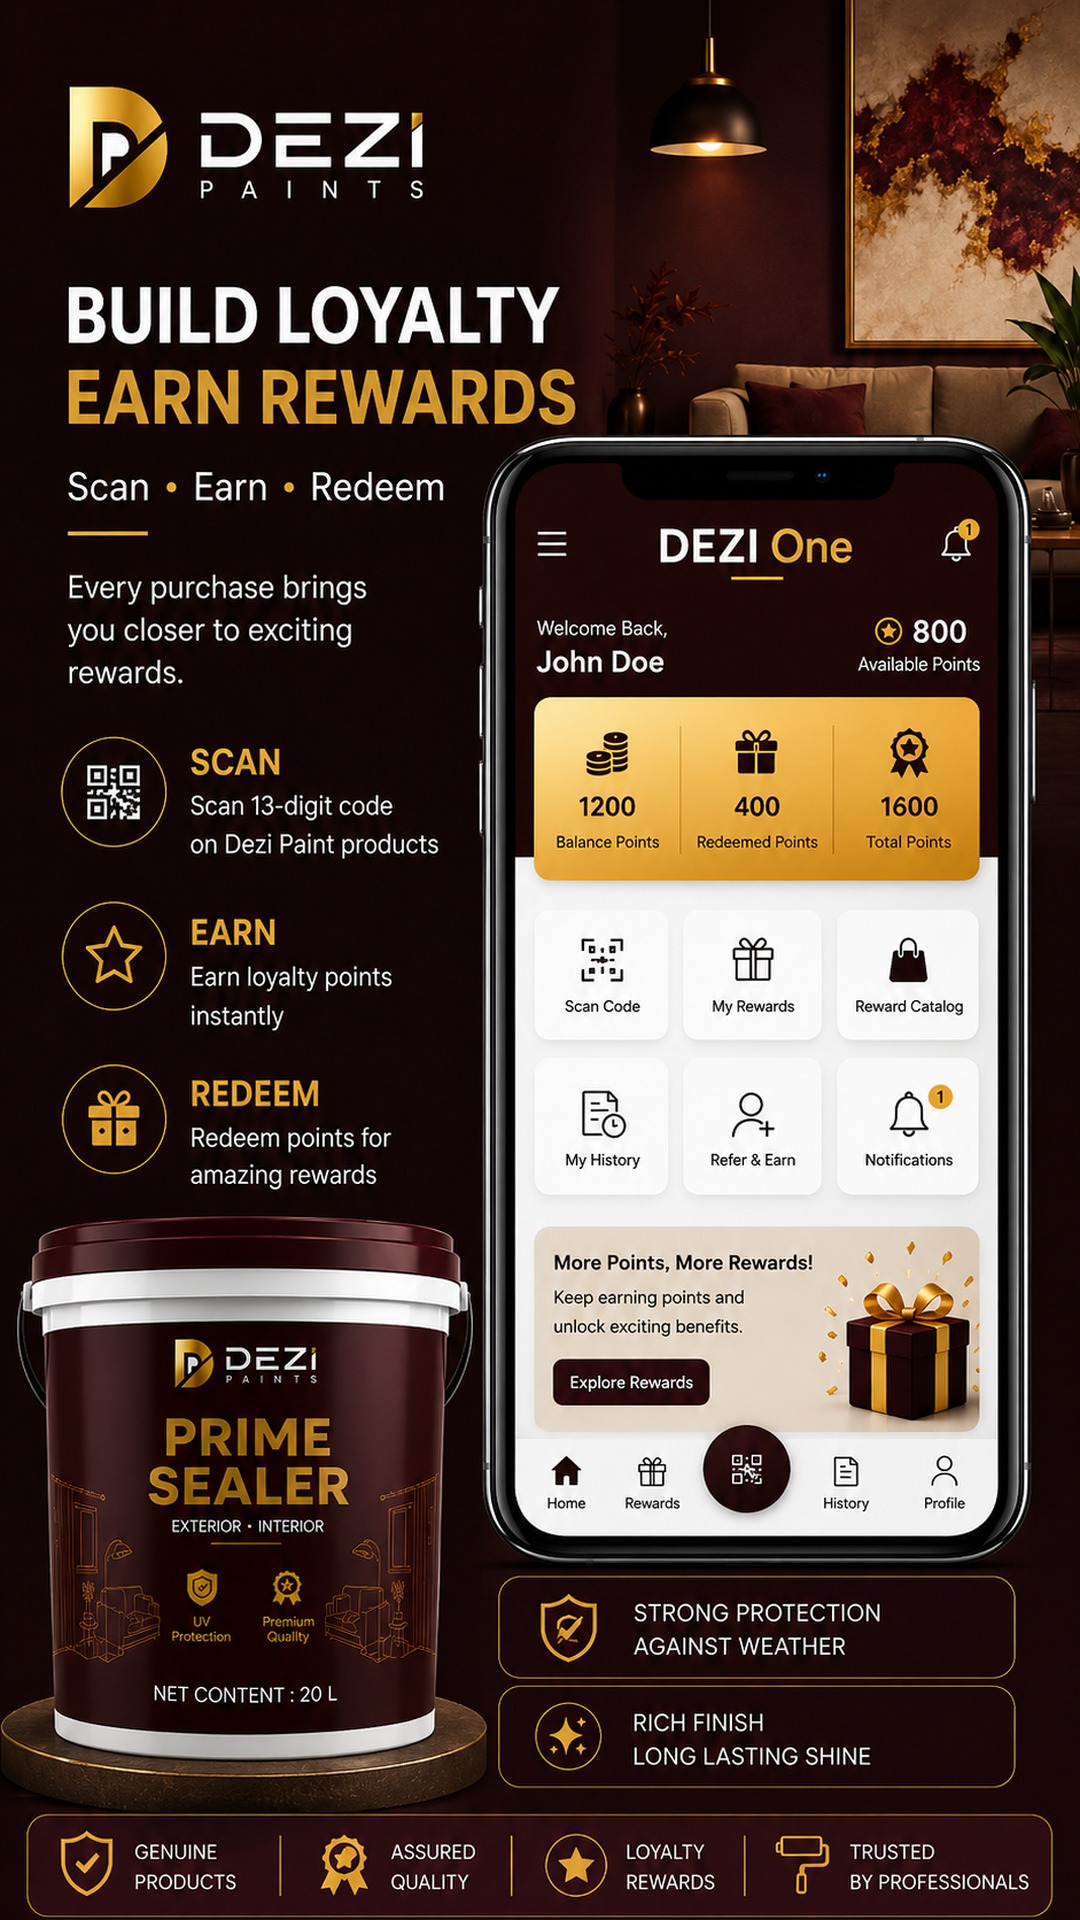 DEZI
PAINTS
BUILD LOYALTY
EARN REWARDS
Scan • Earn • Redeem
Every purchase brings
you closer to exciting
rewards.
SCAN
Scan 13-digit code
on Dezi Paint products
EARN
Earn loyalty points
instantly
REDEEM
Redeem points for
amazing rewards
DEZI One
1
Welcome Back,
John Doe
800
Available Points
1200
Balance Points
400
Redeemed Points
1600
Total Points
Scan Code
My Rewards
Reward Catalog
My History
Refer & Earn
1
Notifications
More Points, More Rewards!
Keep earning points and
unlock exciting benefits.
Explore Rewards
Home
Rewards
History
Profile
DEZI
PAINTS
PRIME
SEALER
EXTERIOR • INTERIOR
UV
Protection
Premium
Quality
NET CONTENT : 20 L
STRONG PROTECTION
AGAINST WEATHER
RICH FINISH
LONG LASTING SHINE
GENUINE
PRODUCTS
ASSURED
QUALITY
LOYALTY
REWARDS
TRUSTED
BY PROFESSIONALS